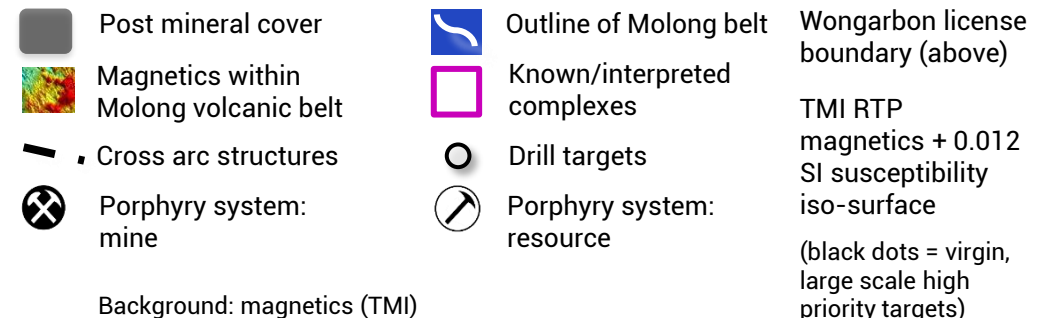 Post mineral cover
Magnetics within
Molong volcanic belt
Cross arc structures
Porphyry system:
mine
Background: magnetics (TMI)
Outline of Molong belt
Known/interpreted
complexes
Drill targets
Porphyry system:
resource
Wongarbon license
boundary (above)
TMI RTP
magnetics + 0.012
SI susceptibility
iso-surface
(black dots = virgin,
large scale high
priority targets)